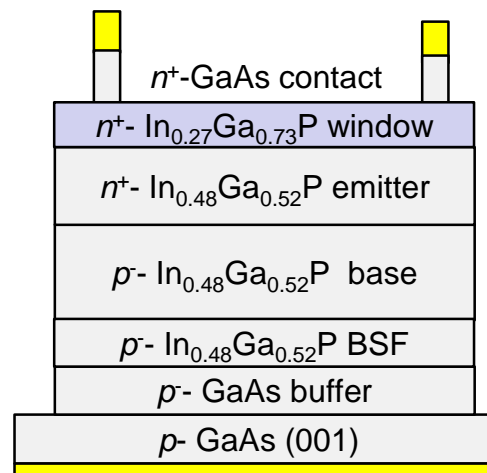 n⁺-GaAs contact
n⁺- In₀.₂₇Ga₀.₇₃P window
n⁺- In₀.₄₈Ga₀.₅₂P emitter
p⁻- In₀.₄₈Ga₀.₅₂P base
p⁻- In₀.₄₈Ga₀.₅₂P BSF
p⁻- GaAs buffer
p- GaAs (001)